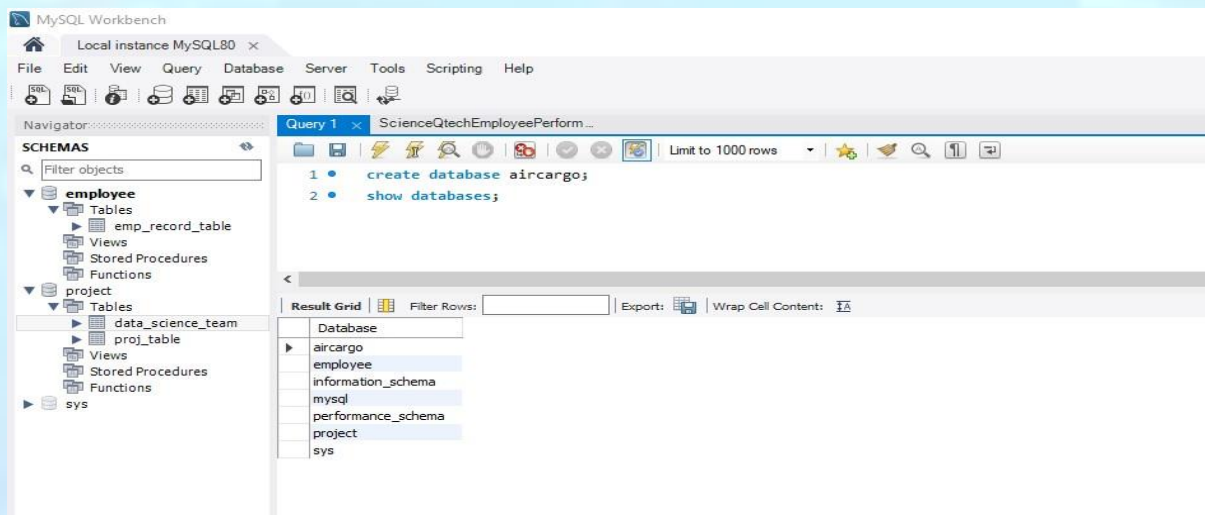 MySQL Workbench
Local instance MySQL80
File Edit View Query Database Server Tools Scripting Help
Navigator
SCHEMAS
Filter objects
employee
Tables
emp_record_table
Views
Stored Procedures
Functions
project
Tables
data_science_team
proj_table
Views
Stored Procedures
Functions
sys
Query 1 ScienceQtechEmployeePerform...
Limit to 1000 rows
1 create database aircargo;
2 show databases;
Result Grid Filter Rows: Export: Wrap Cell Content: IA
Database
aircargo
employee
information_schema
mysql
performance_schema
project
sys